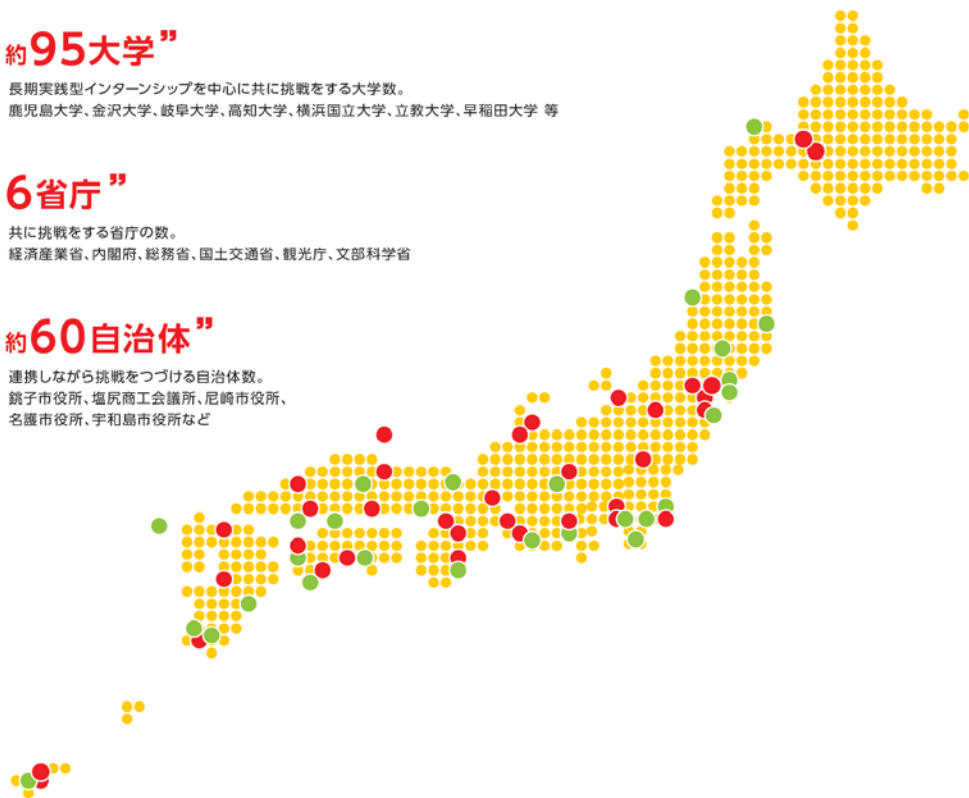 約95大学”
長期実践型インターンシップを中心に共に挑戦をする大学数。
鹿児島大学、金沢大学、岐阜大学、高知大学、横浜国立大学、立教大学、早稲田大学 等
6省庁”
共に挑戦をする省庁の数。
経済産業省、内閣府、総務省、国土交通省、観光庁、文部科学省
約60自治体”
連携しながら挑戦をつづける自治体数。
銚子市役所、塩尻商工会議所、尼崎市役所、
名護市役所、宇和島市役所など